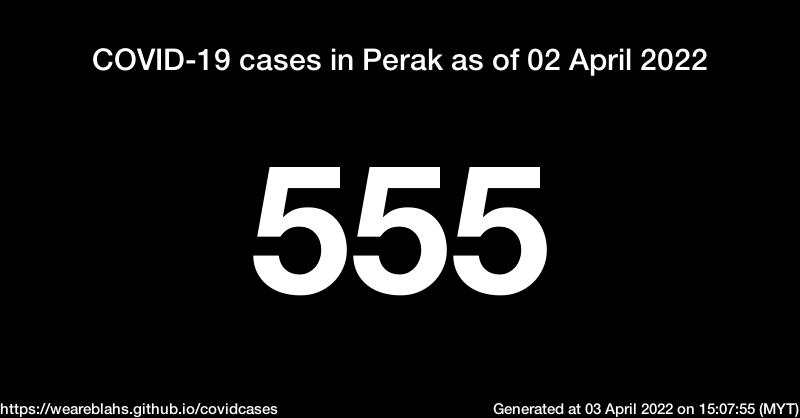 COVID-19 cases in Perak as of 02 April 2022
555
https://weareblahs.github.io/covidcases
Generated at 03 April 2022 on 15:07:55 (MYT)